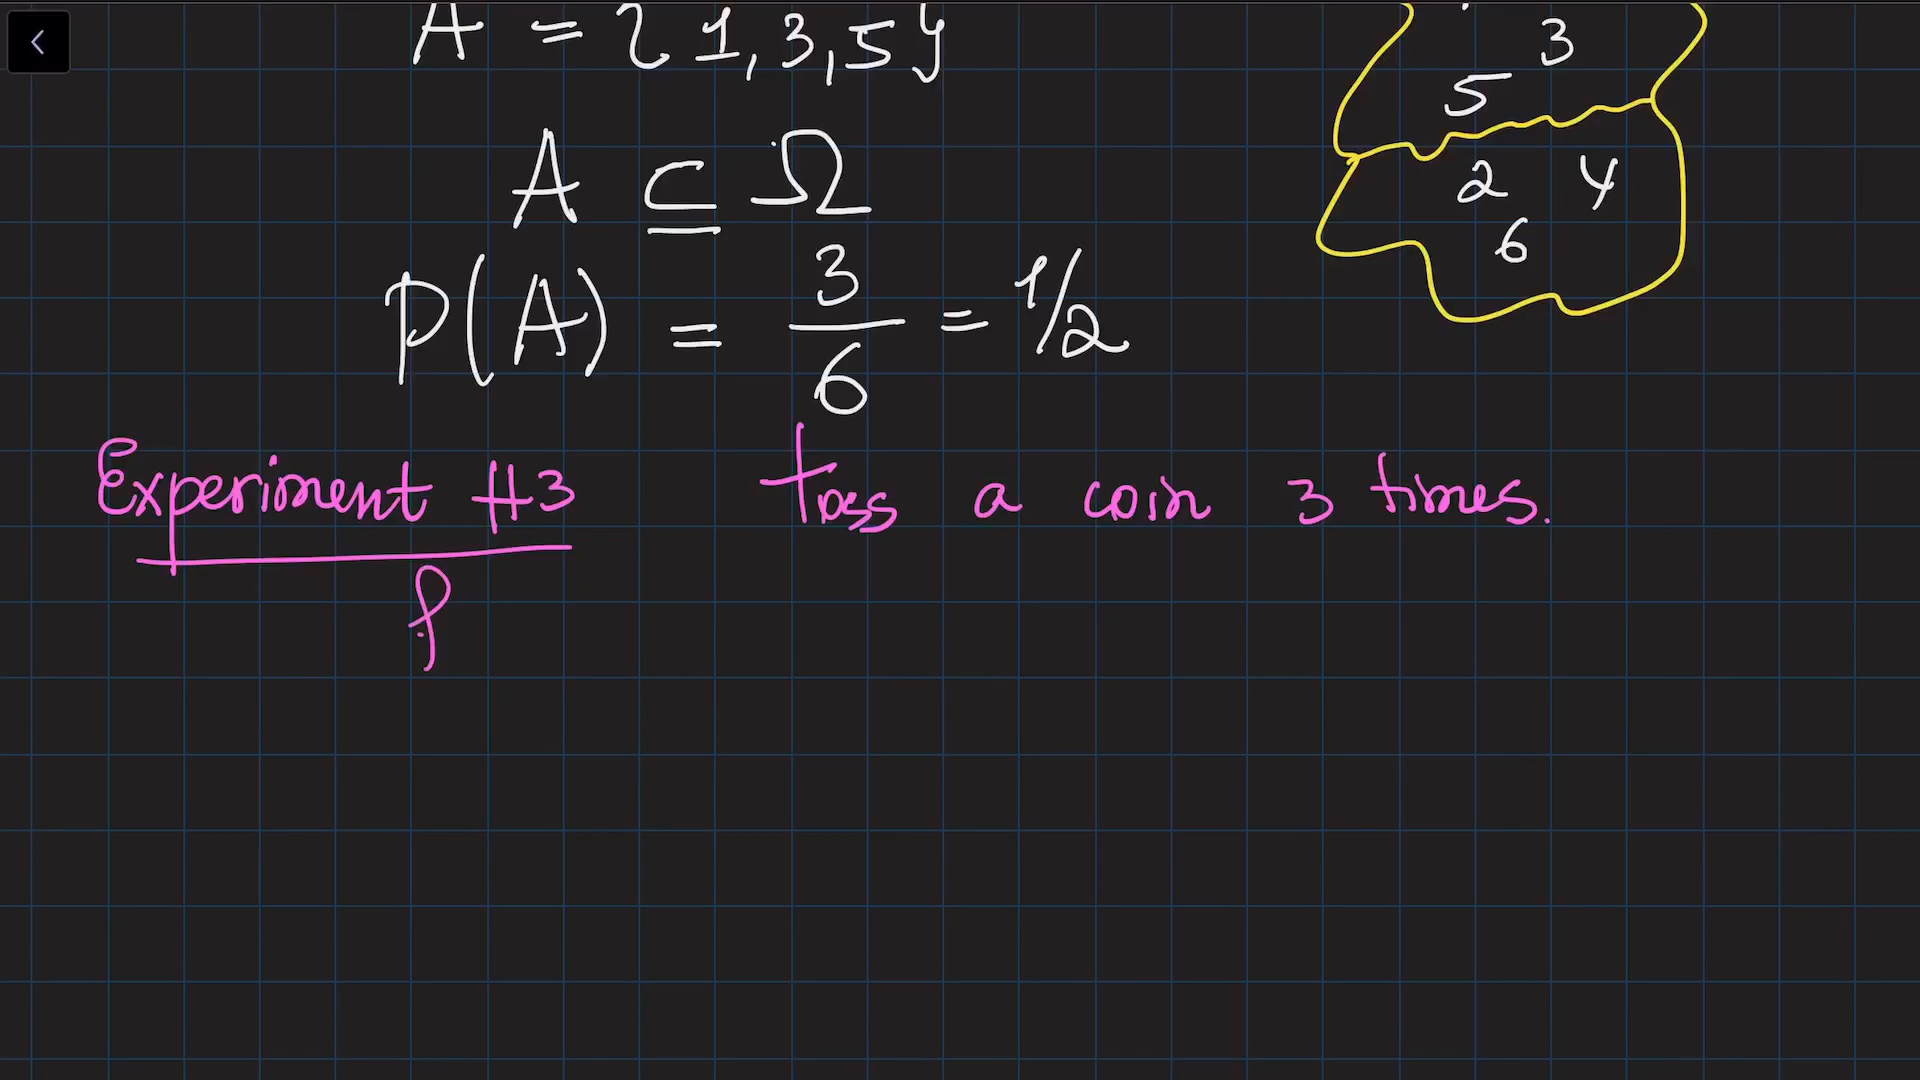 A = { 1, 3, 5 }
3
5
A ⊆ Ω
2 4
6
P(A) = 3/6 = 1/2
Experiment #3 Toss a coin 3 times.